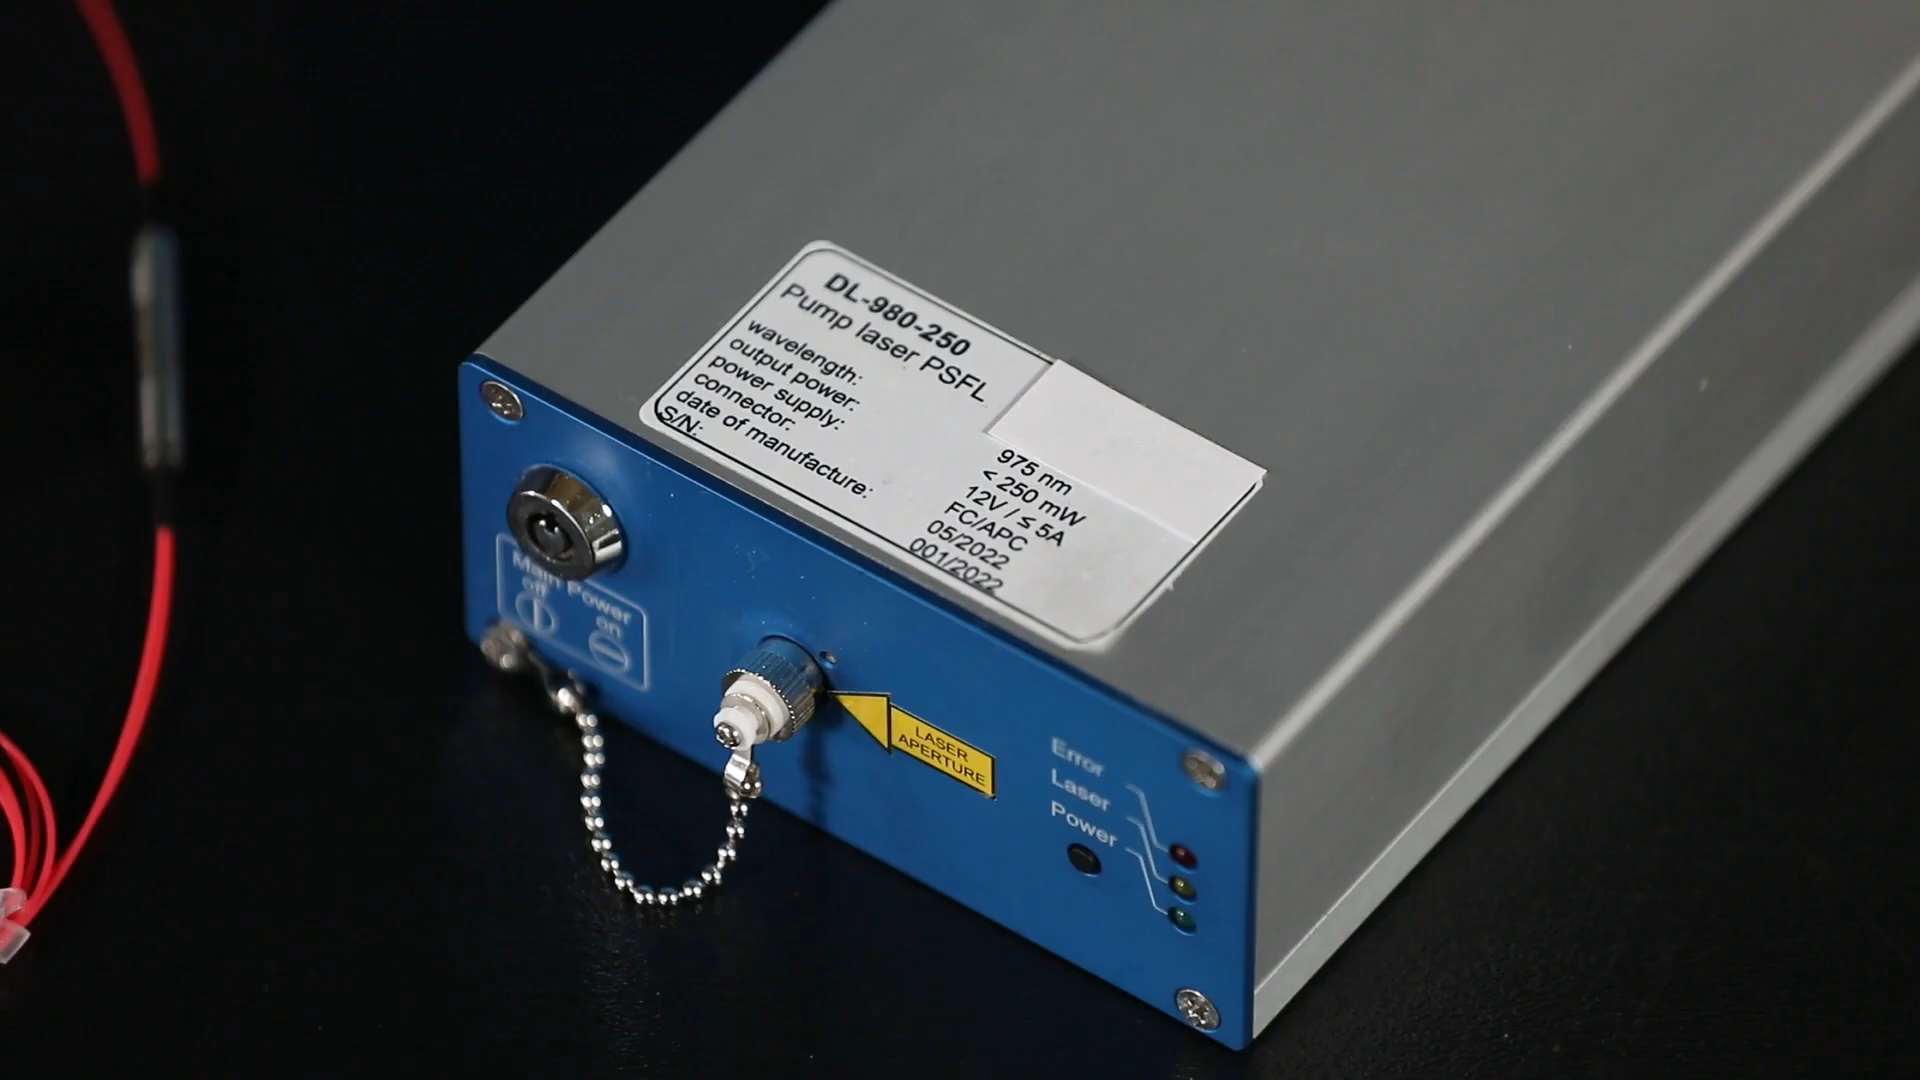 DL-980-250
Pump laser PSFL
wavelength: 975 nm
output power: < 250 mW
power supply: 12V / ≤ 5A
connector: FC/APC
date of manufacture: 05/2022
S/N: 001/2022
Main Power
off
on
LASER
APERTURE
Error
Laser
Power